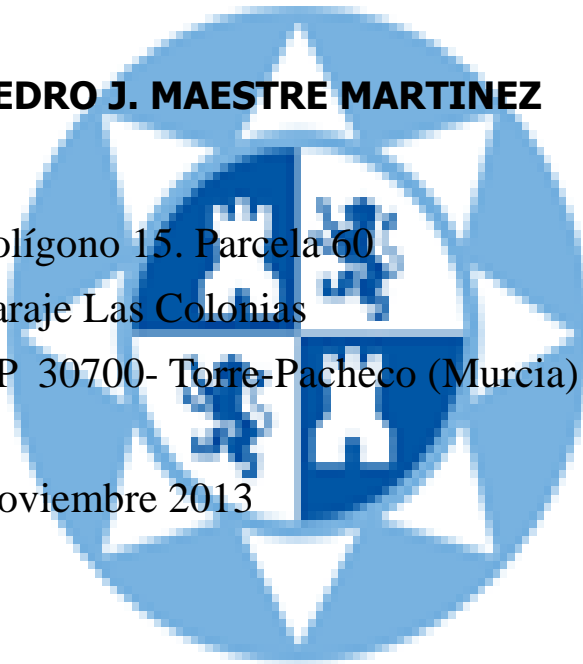 EDRO J. MAESTRE MARTINEZ
olígono 15. Parcela 60
araje Las Colonias
P 30700- Torre-Pacheco (Murcia)
oviembre 2013